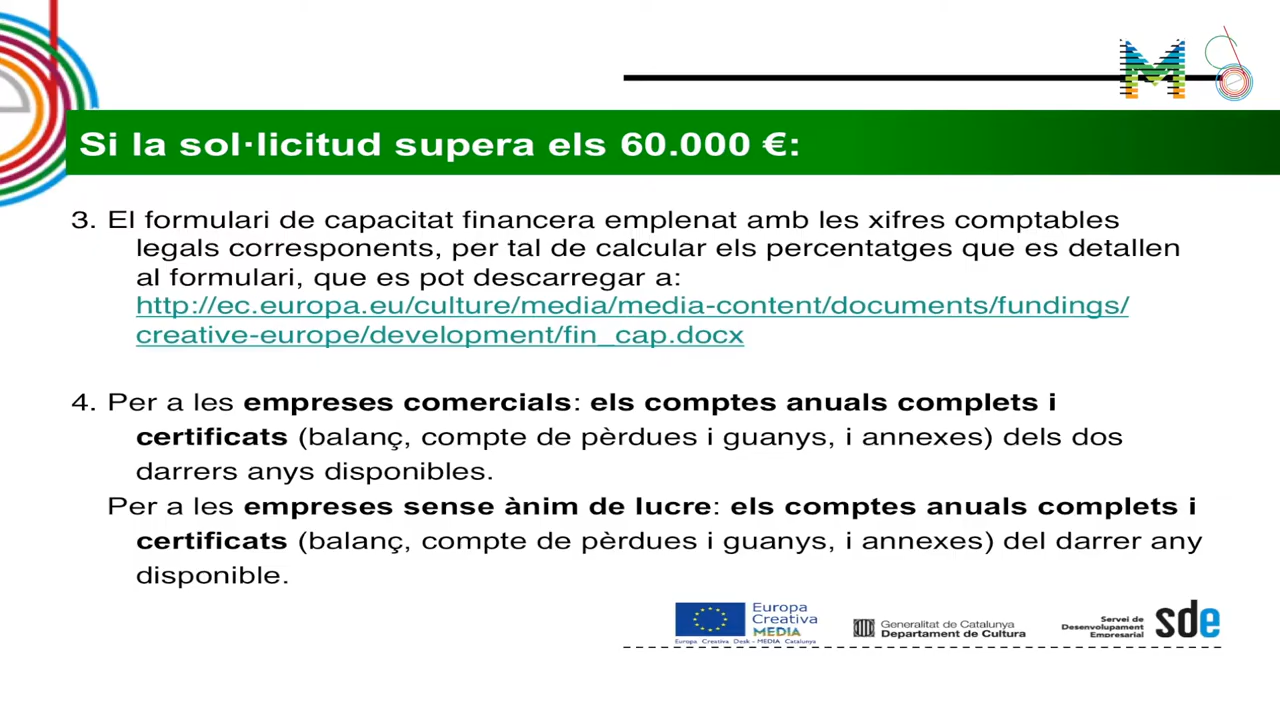 Si la sol·licitud supera els 60.000 €:
3. El formulari de capacitat financera emplenat amb les xifres comptables
legals corresponents, per tal de calcular els percentatges que es detallen
al formulari, que es pot descarregar a:
http://ec.europa.eu/culture/media/media-content/documents/fundings/
creative-europe/development/fin_cap.docx
4. Per a les empreses comercials: els comptes anuals complets i
certificats (balanç, compte de pèrdues i guanys, i annexes) dels dos
darrers anys disponibles.
Per a les empreses sense ànim de lucre: els comptes anuals complets i
certificats (balanç, compte de pèrdues i guanys, i annexes) del darrer any
disponible.
Europa
Creativa
MEDIA
Europa Creativa Desk - MEDIA Catalunya
Generalitat de Catalunya
Departament de Cultura
Servei de
Desenvolupament
Empresarial
sde